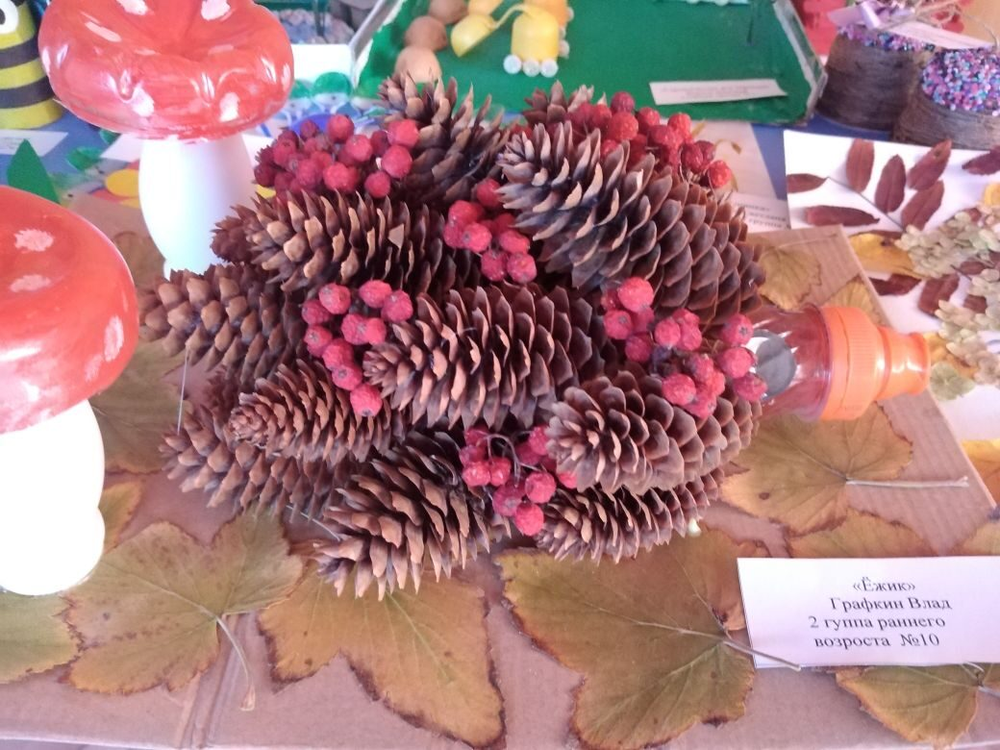 «Ёжик»
Графкин Влад
2 гуппа раннего
возроста №10